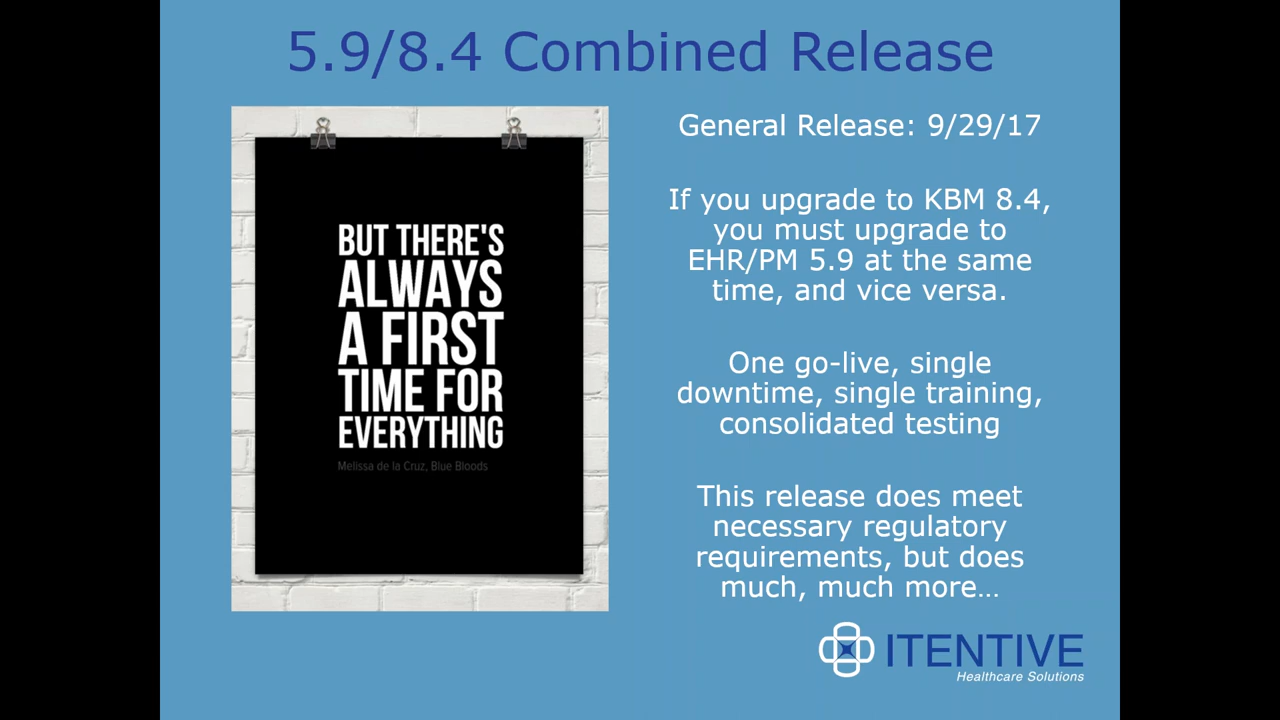 5.9/8.4 Combined Release
BUT THERE'S
ALWAYS
A FIRST
TIME FOR
EVERYTHING
Melissa de la Cruz, Blue Bloods
General Release: 9/29/17
If you upgrade to KBM 8.4,
you must upgrade to
EHR/PM 5.9 at the same
time, and vice versa.
One go-live, single
downtime, single training,
consolidated testing
This release does meet
necessary regulatory
requirements, but does
much, much more…
ITENTIVE
Healthcare Solutions